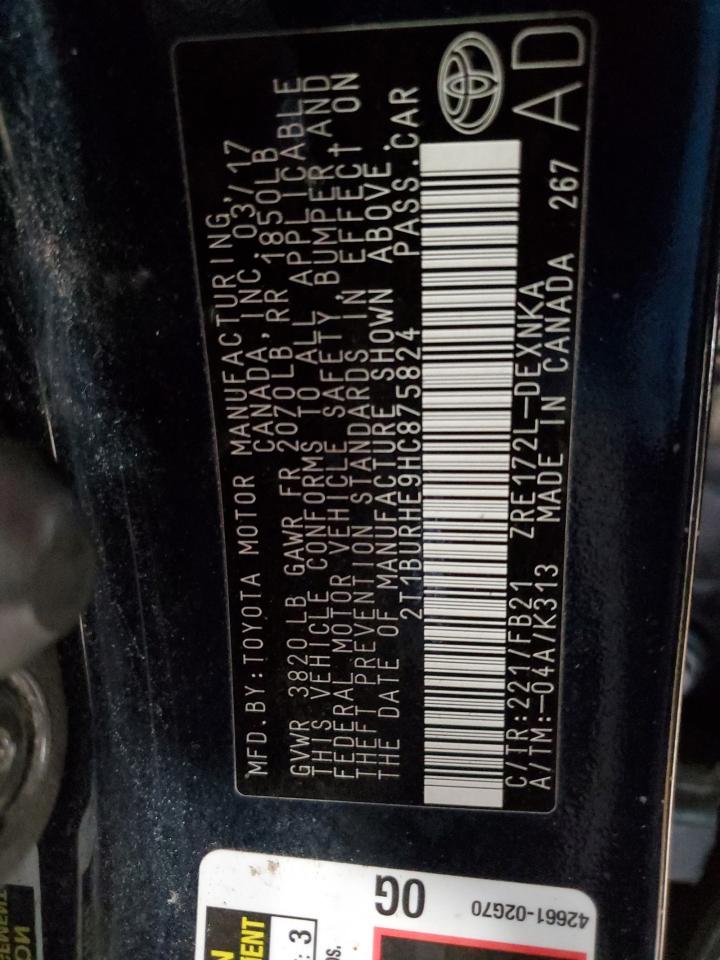 MFD.BY:TOYOTA MOTOR MANUFACTURING,
CANADA, INC. 03/17
GVWR 3820 LB GAWR FR 2070LB, RR 1850LB
THIS VEHICLE CONFORMS TO ALL APPLICABLE
FEDERAL MOTOR VEHICLE SAFETY, BUMPER, AND
THEFT PREVENTION STANDARDS IN EFFECT ON
THE DATE OF MANUFACTURE SHOWN ABOVE.
2T1BURHE9HC875824 PASS.CAR
C/TR:221/FB21 ZRE172L-DEXNKA
A/TM:-04A/K313 MADE IN CANADA 267
AD
0G
42661-02G70
: 3